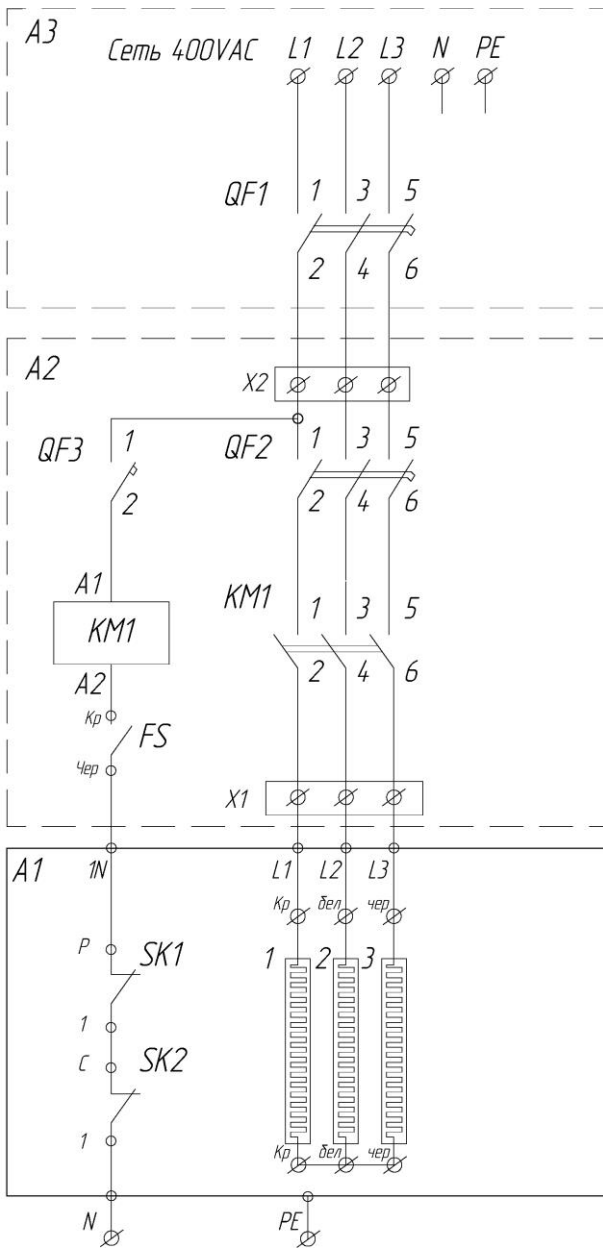 A3
Сеть 400VAC L1 L2 L3 N PE
QF1 1 3 5
2 4 6
A2
X2
QF3 1
2
QF2 1 3 5
2 4 6
A1
KM1
A2
KM1 1 3 5
2 4 6
Кр
FS
Чер
X1
A1 1N L1 L2 L3
Кр бел чер
P SK1
1
C SK2
1
1 2 3
Кр бел чер
N PE